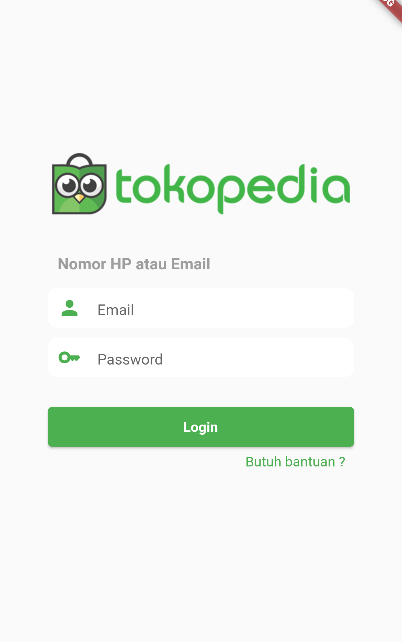 tokopedia
Nomor HP atau Email
Email
Password
Login
Butuh bantuan ?